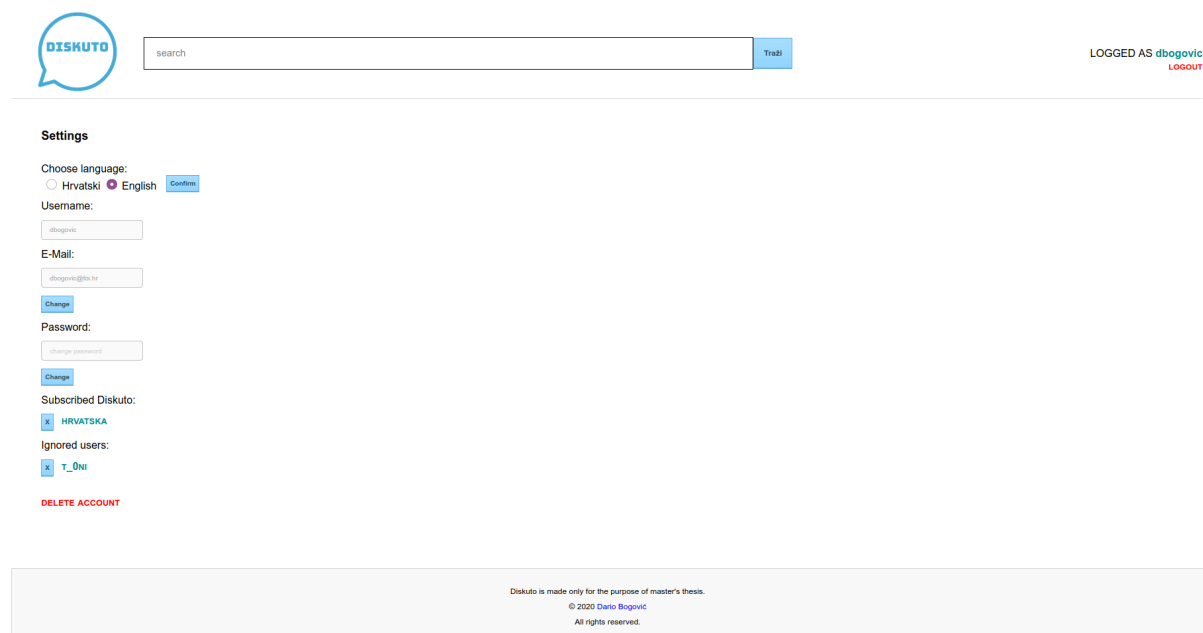 DISKUTO
search
Traži
LOGGED AS dbogovic
LOGOUT
Settings
Choose language:
Hrvatski English Confirm
Username:
dbogovic
E-Mail:
dbogovic@foi.hr
Change
Password:
change password
Change
Subscribed Diskuto:
x HRVATSKA
Ignored users:
x T_0NI
DELETE ACCOUNT
Diskuto is made only for the purpose of master's thesis.
© 2020 Dario Bogović
All rights reserved.